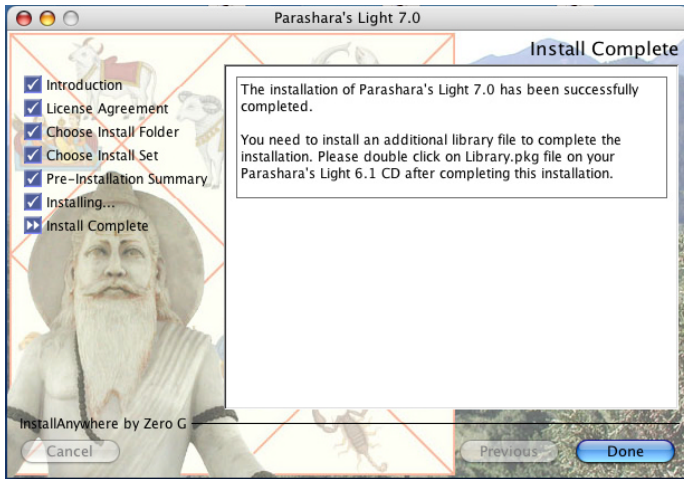 Parashara's Light 7.0
Install Complete
Introduction
License Agreement
Choose Install Folder
Choose Install Set
Pre-Installation Summary
Installing...
Install Complete
The installation of Parashara's Light 7.0 has been successfully
completed.
You need to install an additional library file to complete the
installation. Please double click on Library.pkg file on your
Parashara's Light 6.1 CD after completing this installation.
InstallAnywhere by Zero G
Cancel
Previous
Done